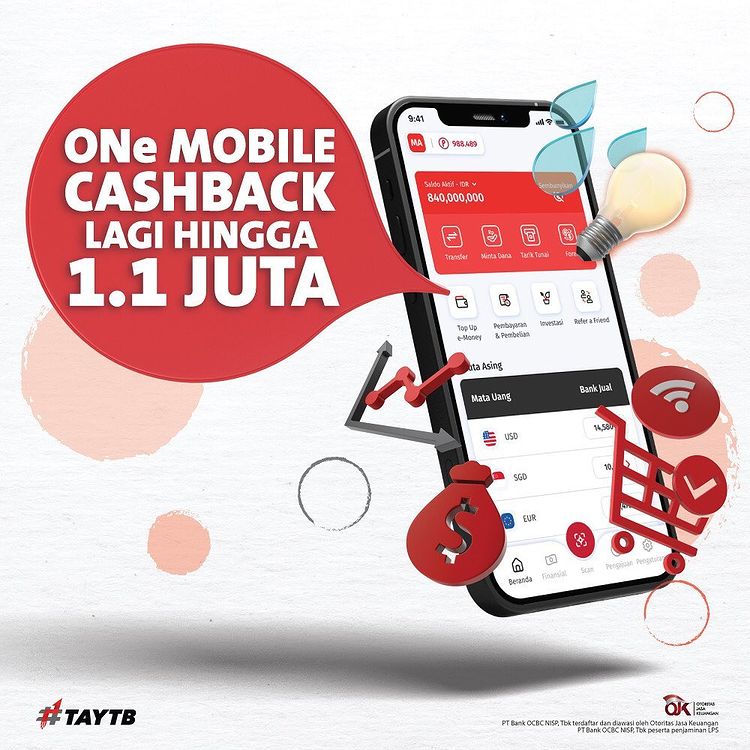 ONe MOBILE
CASHBACK
LAGI HINGGA
1.1 JUTA
9:41
MA
P 988.489
Saldo Aktif - IDR
Sembunyikan
840,000,000
Transfer
Minta Dana
Tarik Tunai
Top Up
e-Money
Pembayaran
& Pembelian
Investasi
Refer a Friend
Asing
Mata Uang
Bank Jual
USD
14,580
SGD
10,
EUR
Beranda
Finansial
Scan
Pengajuan
Pengaturan
$
#TAYTB
OJK OTORITAS
JASA
KEUANGAN
PT Bank OCBC NISP, Tbk terdaftar dan diawasi oleh Otoritas Jasa Keuangan
PT Bank OCBC NISP, Tbk peserta penjaminan LPS